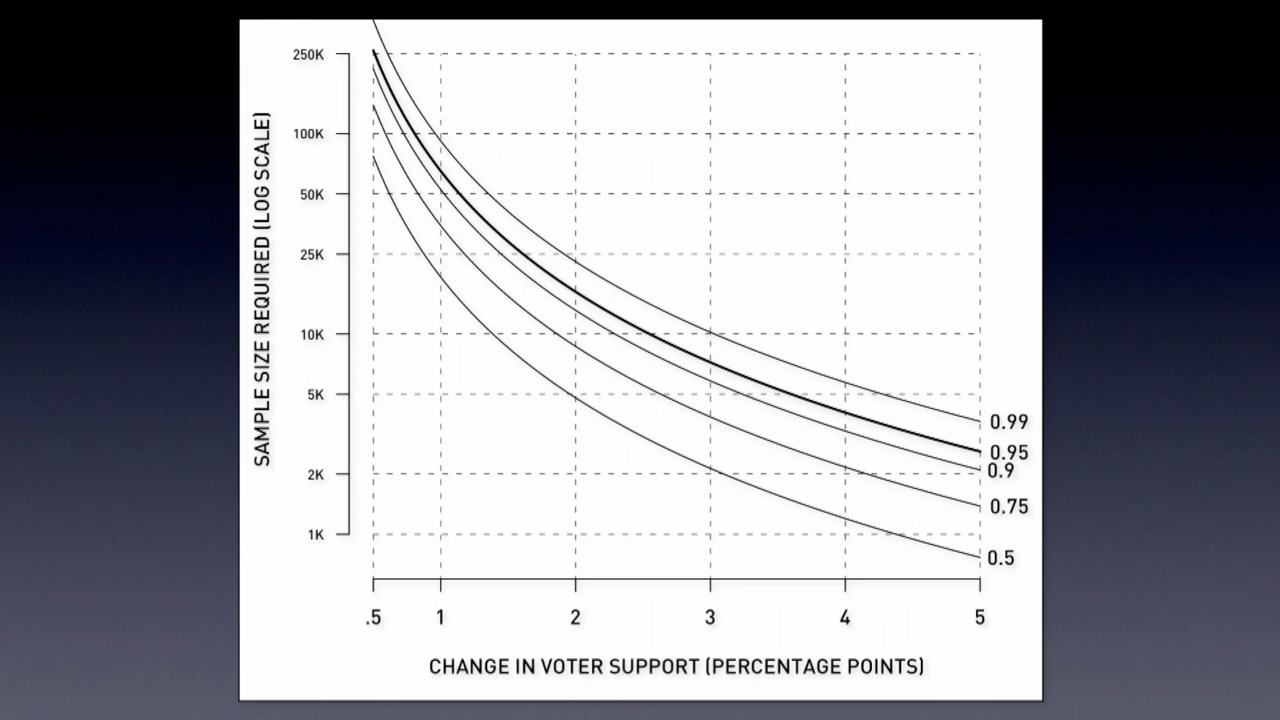 250K
100K
50K
25K
10K
5K
2K
1K
SAMPLE SIZE REQUIRED (LOG SCALE)
0.99
0.95
0.9
0.75
0.5
.5 1 2 3 4 5
CHANGE IN VOTER SUPPORT (PERCENTAGE POINTS)